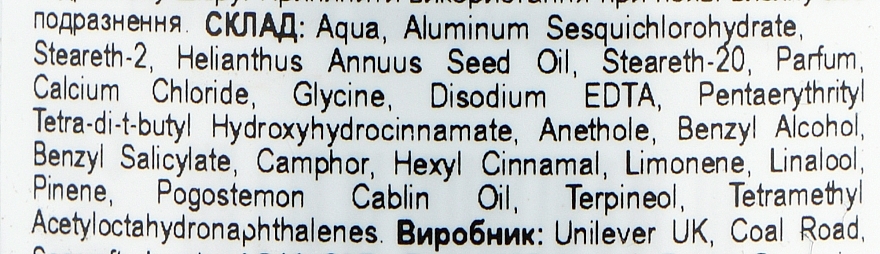 подразнення. СКЛАД: Aqua, Aluminum Sesquichlorohydrate,
Steareth-2, Helianthus Annuus Seed Oil, Steareth-20, Parfum,
Calcium Chloride, Glycine, Disodium EDTA, Pentaerythrityl
Tetra-di-t-butyl Hydroxyhydrocinnamate, Anethole, Benzyl Alcohol,
Benzyl Salicylate, Camphor, Hexyl Cinnamal, Limonene, Linalool,
Pinene, Pogostemon Cablin Oil, Terpineol, Tetramethyl
Acetyloctahydronaphthalenes. Виробник: Unilever UK, Coal Road,